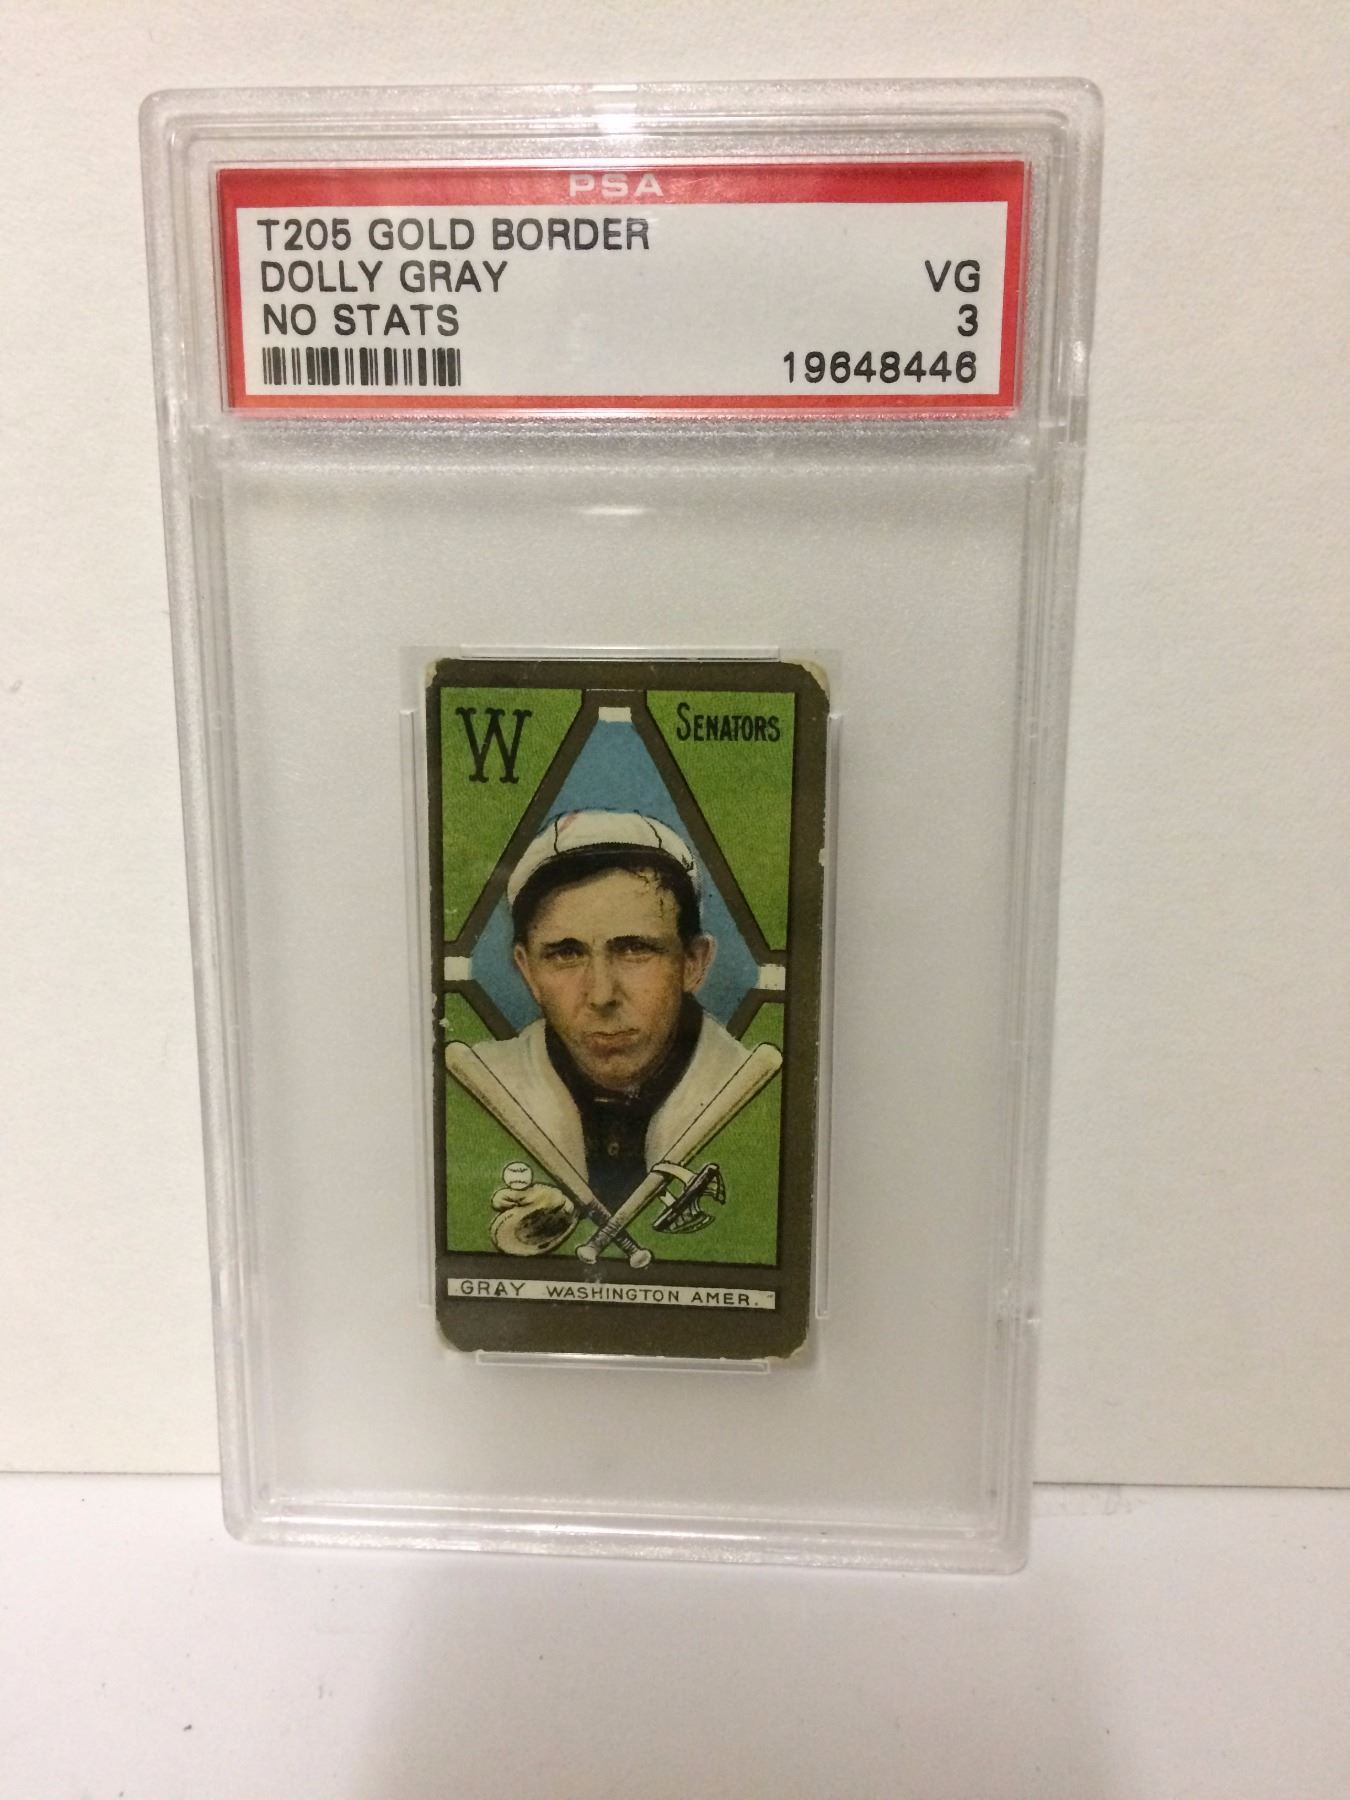 PSA
T205 GOLD BORDER
DOLLY GRAY
VG
NO STATS
3
19648446
W
SENATORS
GRAY WASHINGTON AMER.